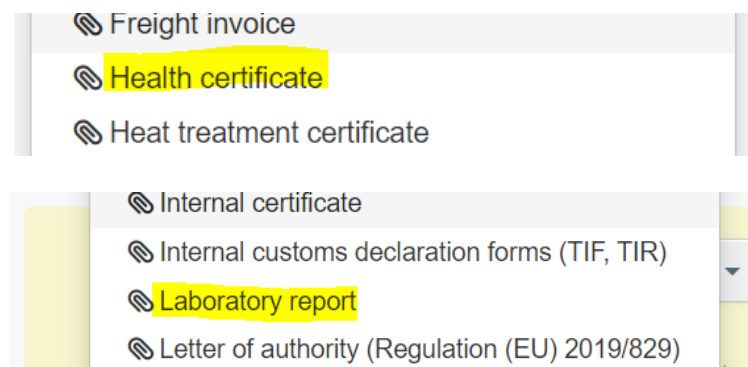 Freight invoice
Health certificate
Heat treatment certificate
Internal certificate
Internal customs declaration forms (TIF, TIR)
Laboratory report
Letter of authority (Regulation (EU) 2019/829)